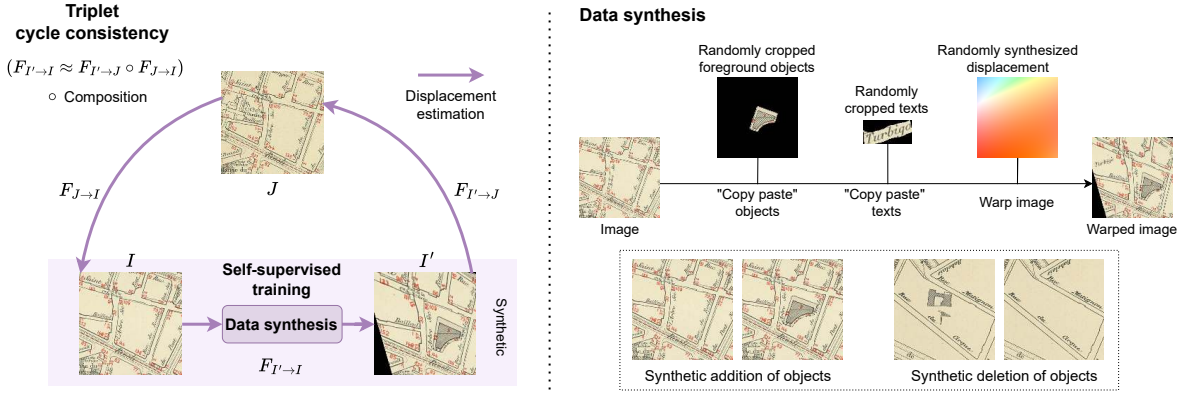 Triplet
cycle consistency
(F_{I'→I} ≈ F_{I'→J} ∘ F_{J→I})
∘ Composition
Displacement
estimation
J
F_{J→I}
F_{I'→J}
I
I'
Self-supervised
training
Data synthesis
Synthetic
F_{I'→I}
Data synthesis
Randomly cropped
foreground objects
Randomly
cropped texts
Turbigo
Randomly synthesized
displacement
"Copy paste"
objects
"Copy paste"
texts
Warp image
Image
Warped image
Synthetic addition of objects
Synthetic deletion of objects